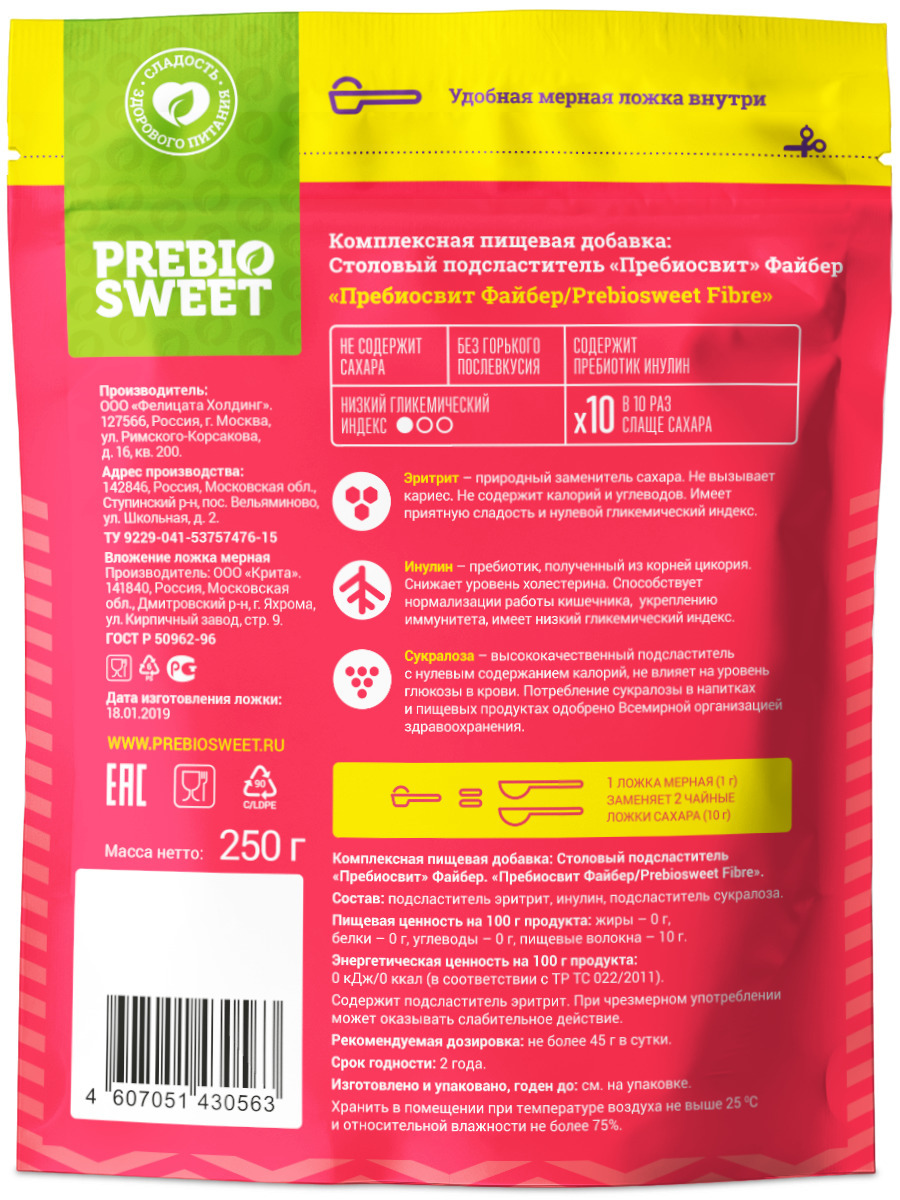 · СЛАДОСТЬ ·
ЗДОРОВОГО ПИТАНИЯ
Удобная мерная ложка внутри
PREBIO
SWEET
Комплексная пищевая добавка:
Столовый подсластитель «Пребиосвит» Файбер
«Пребиосвит Файбер/Prebiosweet Fibre»
НЕ СОДЕРЖИТ
САХАРА
БЕЗ ГОРЬКОГО
ПОСЛЕВКУСИЯ
СОДЕРЖИТ
ПРЕБИОТИК ИНУЛИН
НИЗКИЙ ГЛИКЕМИЧЕСКИЙ
ИНДЕКС
x10 В 10 РАЗ
СЛАЩЕ САХАРА
Производитель:
ООО «Фелицата Холдинг».
127566, Россия, г. Москва,
ул. Римского-Корсакова,
д. 16, кв. 200.
Адрес производства:
142846, Россия, Московская обл.,
Ступинский р-н, пос. Вельяминово,
ул. Школьная, д. 2.
ТУ 9229-041-53757476-15
Вложение ложка мерная
Производитель: ООО «Крита».
141840, Россия, Московская
обл., Дмитровский р-н, г. Яхрома,
ул. Кирпичный завод, стр. 9.
ГОСТ Р 50962-96
PE
Дата изготовления ложки:
18.01.2019
WWW.PREBIOSWEET.RU
EAC
90
C/LDPE
Масса нетто: 250 г
4 607051 430563
Эритрит – природный заменитель сахара. Не вызывает
кариес. Не содержит калорий и углеводов. Имеет
приятную сладость и нулевой гликемический индекс.
Инулин – пребиотик, полученный из корней цикория.
Снижает уровень холестерина. Способствует
нормализации работы кишечника, укреплению
иммунитета, имеет низкий гликемический индекс.
Сукралоза – высококачественный подсластитель
с нулевым содержанием калорий, не влияет на уровень
глюкозы в крови. Потребление сукралозы в напитках
и пищевых продуктах одобрено Всемирной организацией
здравоохранения.
1 ЛОЖКА МЕРНАЯ (1 г)
ЗАМЕНЯЕТ 2 ЧАЙНЫЕ
ЛОЖКИ САХАРА (10 г)
Комплексная пищевая добавка: Столовый подсластитель
«Пребиосвит» Файбер. «Пребиосвит Файбер/Prebiosweet Fibre».
Состав: подсластитель эритрит, инулин, подсластитель сукралоза.
Пищевая ценность на 100 г продукта: жиры – 0 г,
белки – 0 г, углеводы – 0 г, пищевые волокна – 10 г.
Энергетическая ценность на 100 г продукта:
0 кДж/0 ккал (в соответствии с ТР ТС 022/2011).
Содержит подсластитель эритрит. При чрезмерном употреблении
может оказывать слабительное действие.
Рекомендуемая дозировка: не более 45 г в сутки.
Срок годности: 2 года.
Изготовлено и упаковано, годен до: см. на упаковке.
Хранить в помещении при температуре воздуха не выше 25 °C
и относительной влажности не более 75%.